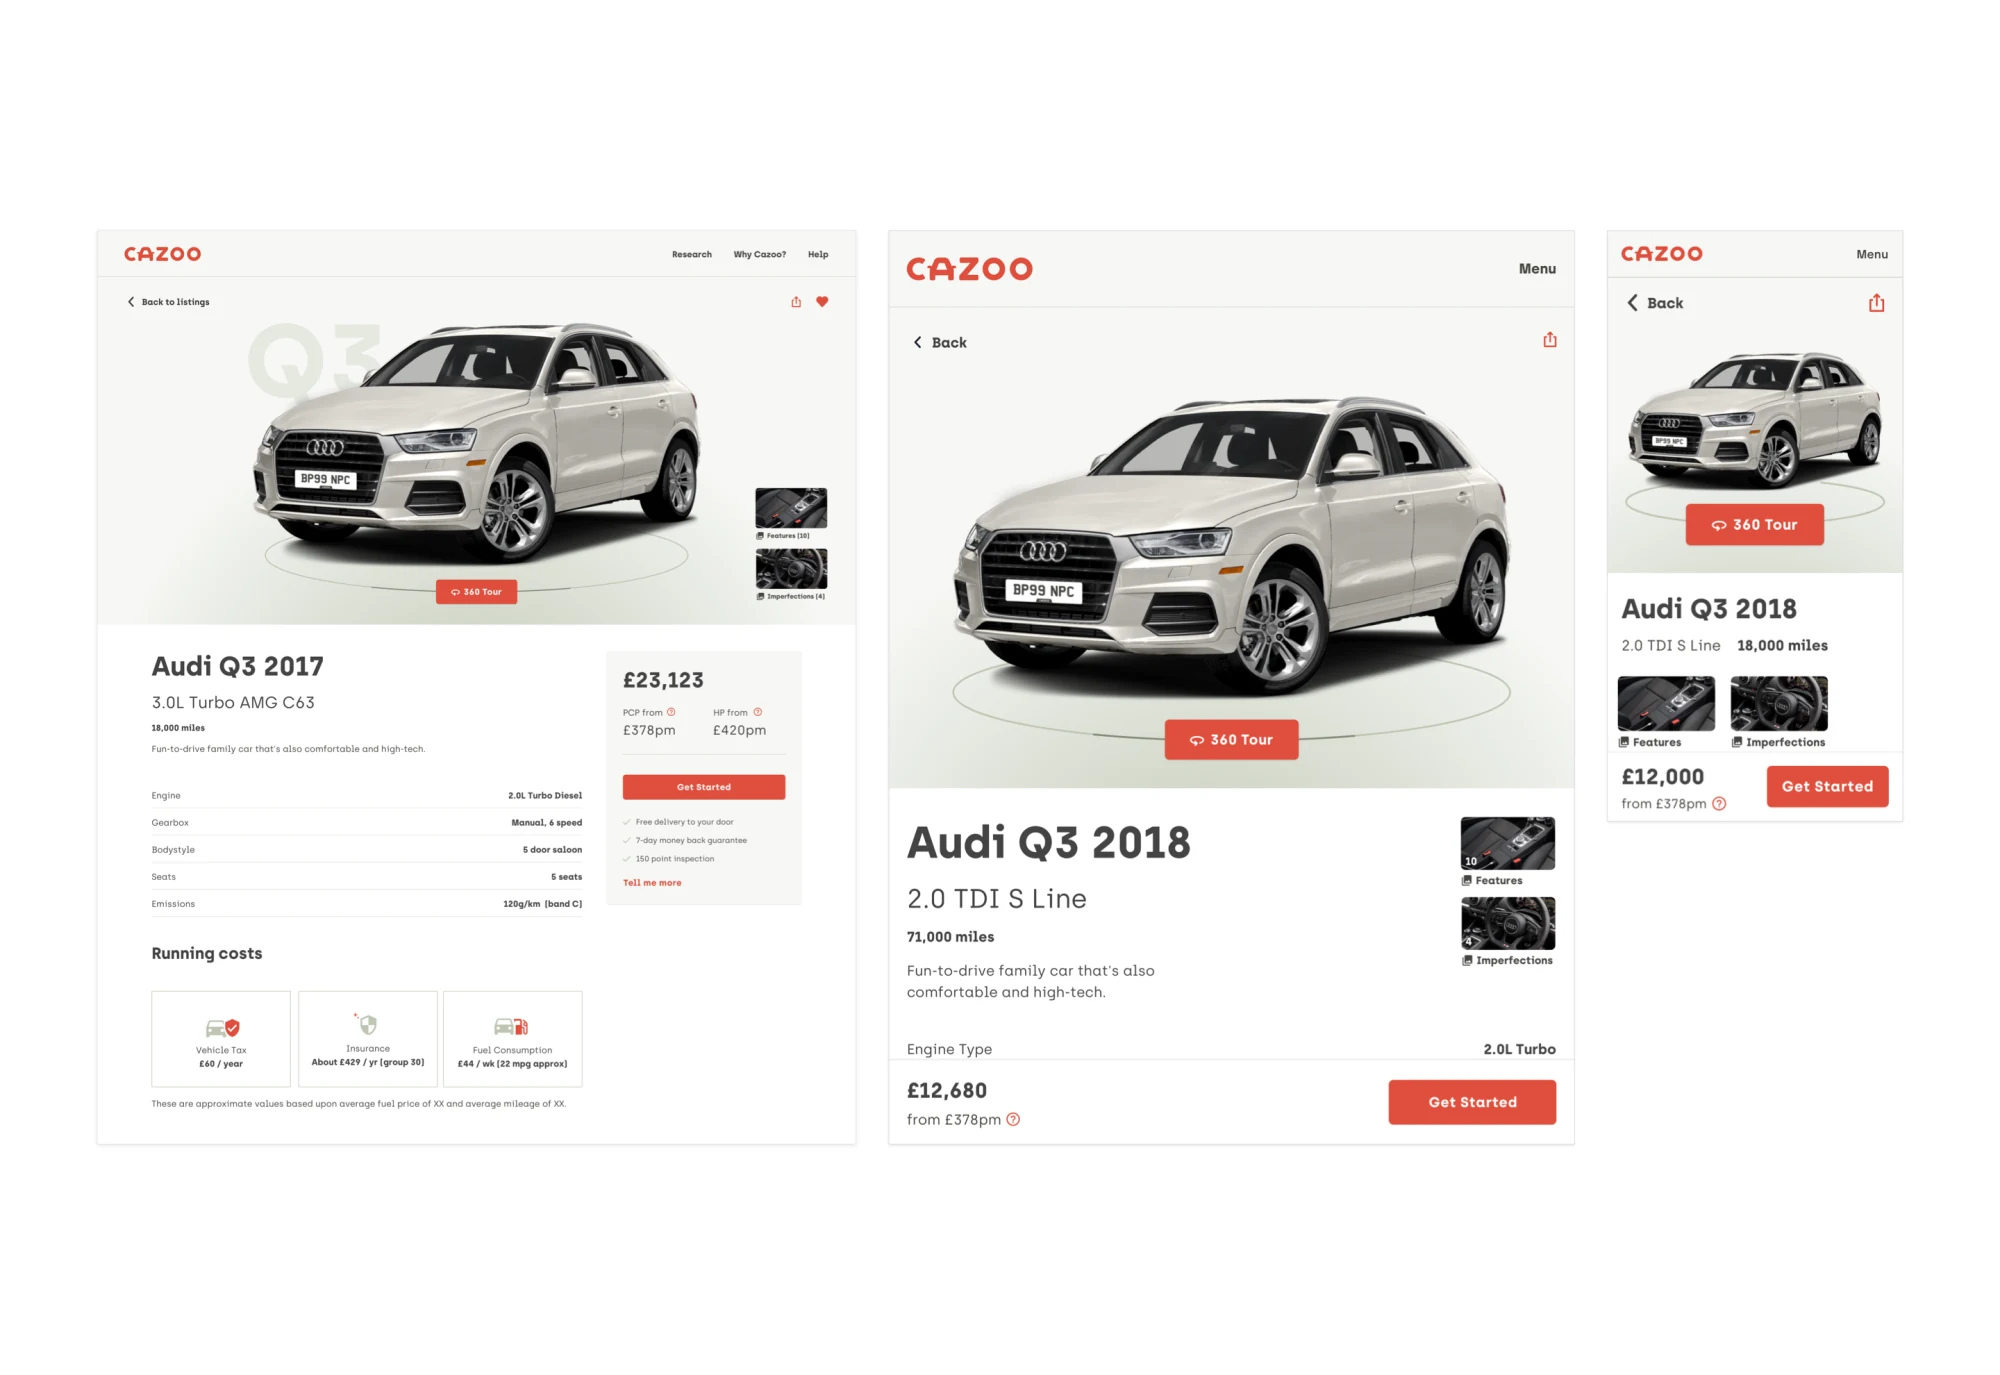 CAZOO
Research Why Cazoo? Help
Back to listings
Q3
BP99 NPC
Features (10)
Imperfections (4)
360 Tour
Audi Q3 2017
3.0L Turbo AMG C63
18,000 miles
Fun-to-drive family car that's also comfortable and high-tech.
Engine 2.0L Turbo Diesel
Gearbox Manual, 6 speed
Bodystyle 5 door saloon
Seats 5 seats
Emissions 120g/km (band C)
£23,123
PCP from HP from
£378pm £420pm
Get Started
Free delivery to your door
7-day money back guarantee
150 point inspection
Tell me more
Running costs
Vehicle Tax
£60 / year
Insurance
About £429 / yr (group 30)
Fuel Consumption
£44 / wk (22 mpg approx)
These are approximate values based upon average fuel price of XX and average mileage of XX.
CAZOO
Menu
Back
BP99 NPC
360 Tour
Audi Q3 2018
2.0 TDI S Line
71,000 miles
Fun-to-drive family car that's also
comfortable and high-tech.
10
Features
4
Imperfections
Engine Type 2.0L Turbo
£12,680
from £378pm
Get Started
CAZOO
Menu
Back
BP99 NPC
360 Tour
Audi Q3 2018
2.0 TDI S Line 18,000 miles
Features Imperfections
£12,000
from £378pm
Get Started